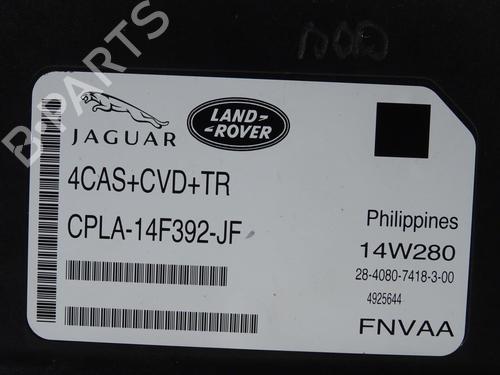 B-PARTS
JAGUAR
LAND-
ROVER
4CAS+CVD+TR
CPLA-14F392-JF
Philippines
14W280
28-4080-7418-3-00
4925644
FNVAA